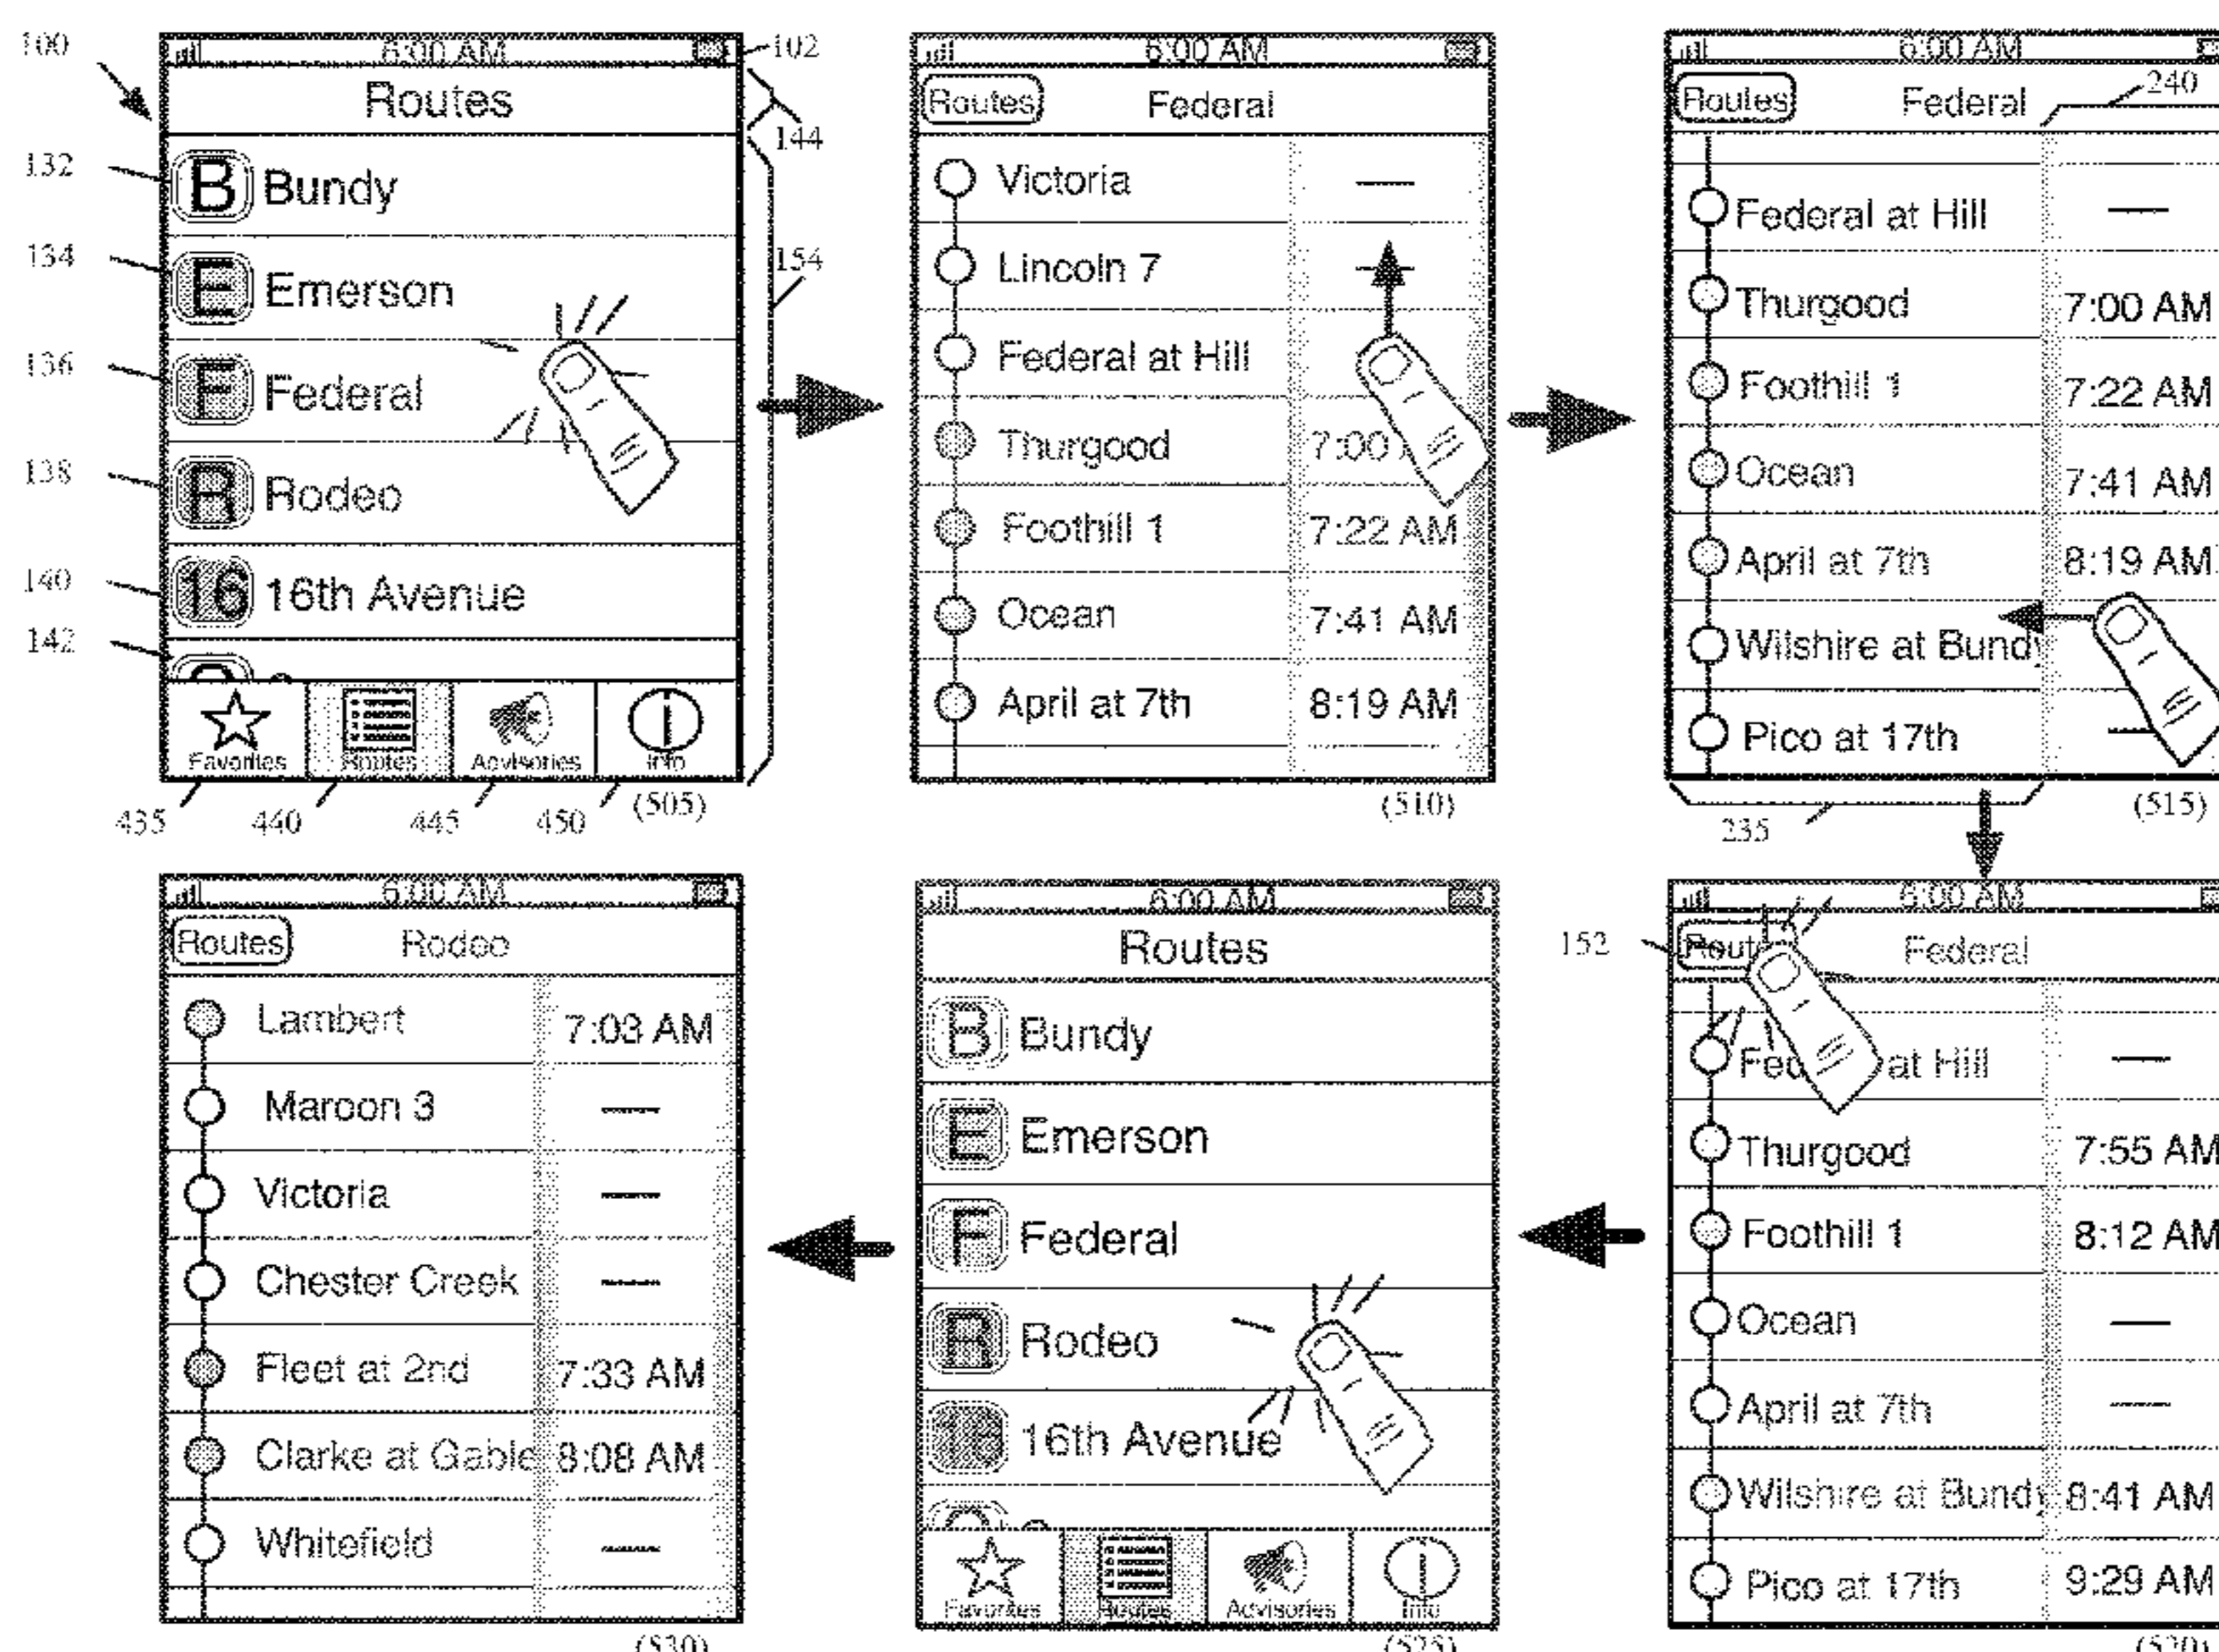 100
6:00 AM
102
Routes
144
132
B Bundy
134
E Emerson
154
136
F Federal
138
R Rodeo
140
16 16th Avenue
142
Favorites Routes Advisories Info
435 440 445 450 (505)
6:00 AM
Routes Federal
Victoria —
Lincoln 7
Federal at Hill
Thurgood 7:00
Foothill 1 7:22 AM
Ocean 7:41 AM
April at 7th 8:19 AM
(510)
6:00 AM
240
Routes Federal
Federal at Hill —
Thurgood 7:00 AM
Foothill 1 7:22 AM
Ocean 7:41 AM
April at 7th 8:19 AM
Wilshire at Bundy
Pico at 17th —
235
(515)
6:00 AM
Routes Rodeo
Lambert 7:03 AM
Maroon 3 —
Victoria —
Chester Creek —
Fleet at 2nd 7:33 AM
Clarke at Gable 8:08 AM
Whitefield —
(530)
6:00 AM
Routes
B Bundy
E Emerson
F Federal
R Rodeo
16 16th Avenue
Favorites Routes Advisories Info
(525)
6:00 AM
152
Rout Federal
Fed at Hill —
Thurgood 7:55 AM
Foothill 1 8:12 AM
Ocean —
April at 7th —
Wilshire at Bundy 8:41 AM
Pico at 17th 9:29 AM
(520)